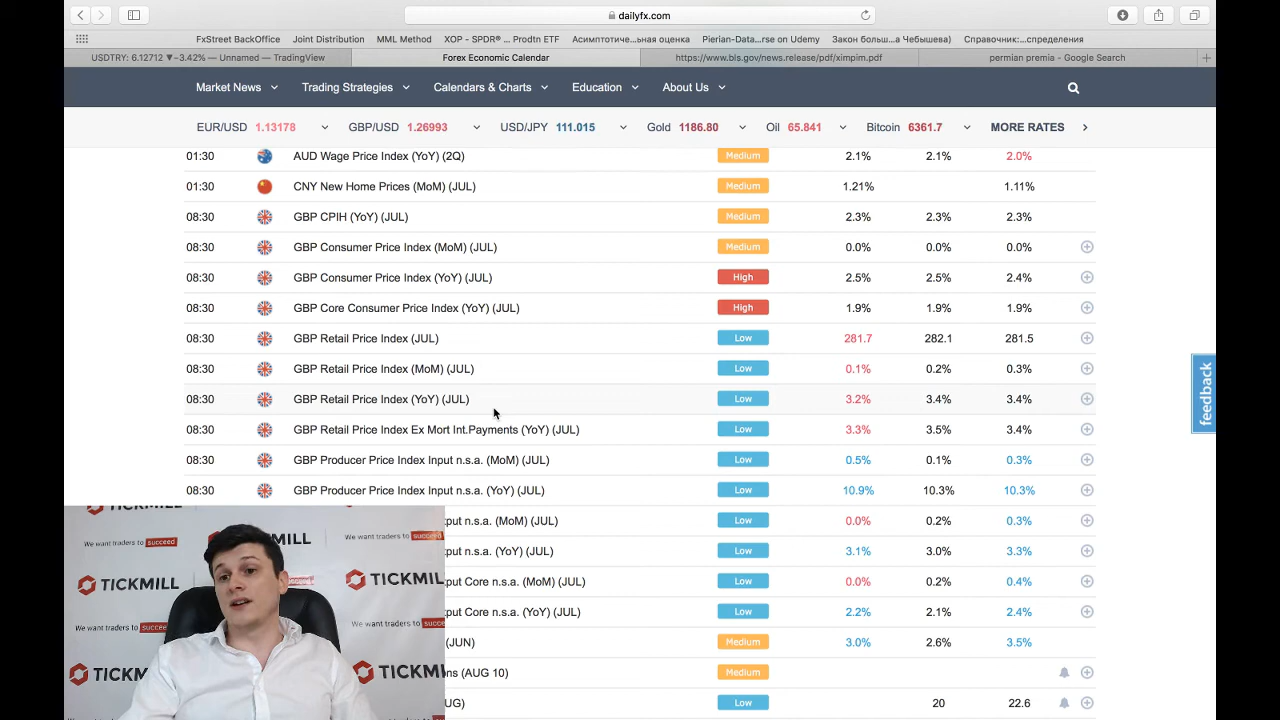 dailyfx.com
FxStreet BackOffice Joint Distribution MML Method XOP - SPDR® ... Prodtn ETF Асимптотиче...ьная оценка Pierian-Data...rse on Udemy Закон больш...а Чебышева) Справочник:...спределения
USDTRY: 6.12712 ▼−3.42% — Unnamed — TradingView Forex Economic Calendar https://www.bls.gov/news.release/pdf/ximpim.pdf permian premia - Google Search
Market News Trading Strategies Calendars & Charts Education About Us
EUR/USD 1.13178 GBP/USD 1.26993 USD/JPY 111.015 Gold 1186.80 Oil 65.841 Bitcoin 6361.7 MORE RATES
01:30 AUD Wage Price Index (YoY) (2Q) Medium 2.1% 2.1% 2.0%
01:30 CNY New Home Prices (MoM) (JUL) Medium 1.21% 1.11%
08:30 GBP CPIH (YoY) (JUL) Medium 2.3% 2.3% 2.3%
08:30 GBP Consumer Price Index (MoM) (JUL) Medium 0.0% 0.0% 0.0%
08:30 GBP Consumer Price Index (YoY) (JUL) High 2.5% 2.5% 2.4%
08:30 GBP Core Consumer Price Index (YoY) (JUL) High 1.9% 1.9% 1.9%
08:30 GBP Retail Price Index (JUL) Low 281.7 282.1 281.5
08:30 GBP Retail Price Index (MoM) (JUL) Low 0.1% 0.2% 0.3%
08:30 GBP Retail Price Index (YoY) (JUL) Low 3.2% 3.4% 3.4%
08:30 GBP Retail Price Index Ex Mort Int.Payments (YoY) (JUL) Low 3.3% 3.5% 3.4%
08:30 GBP Producer Price Index Input n.s.a. (MoM) (JUL) Low 0.5% 0.1% 0.3%
08:30 GBP Producer Price Index Input n.s.a. (YoY) (JUL) Low 10.9% 10.3% 10.3%
put n.s.a. (MoM) (JUL) Low 0.0% 0.2% 0.3%
put n.s.a. (YoY) (JUL) Low 3.1% 3.0% 3.3%
put Core n.s.a. (MoM) (JUL) Low 0.0% 0.2% 0.4%
put Core n.s.a. (YoY) (JUL) Low 2.2% 2.1% 2.4%
(JUN) Medium 3.0% 2.6% 3.5%
ns (AUG 10) Medium
UG) Low 20 22.6
feedback
We want traders to succeed
TICKMILL
TICKMILL
We want traders to
TICKMILL